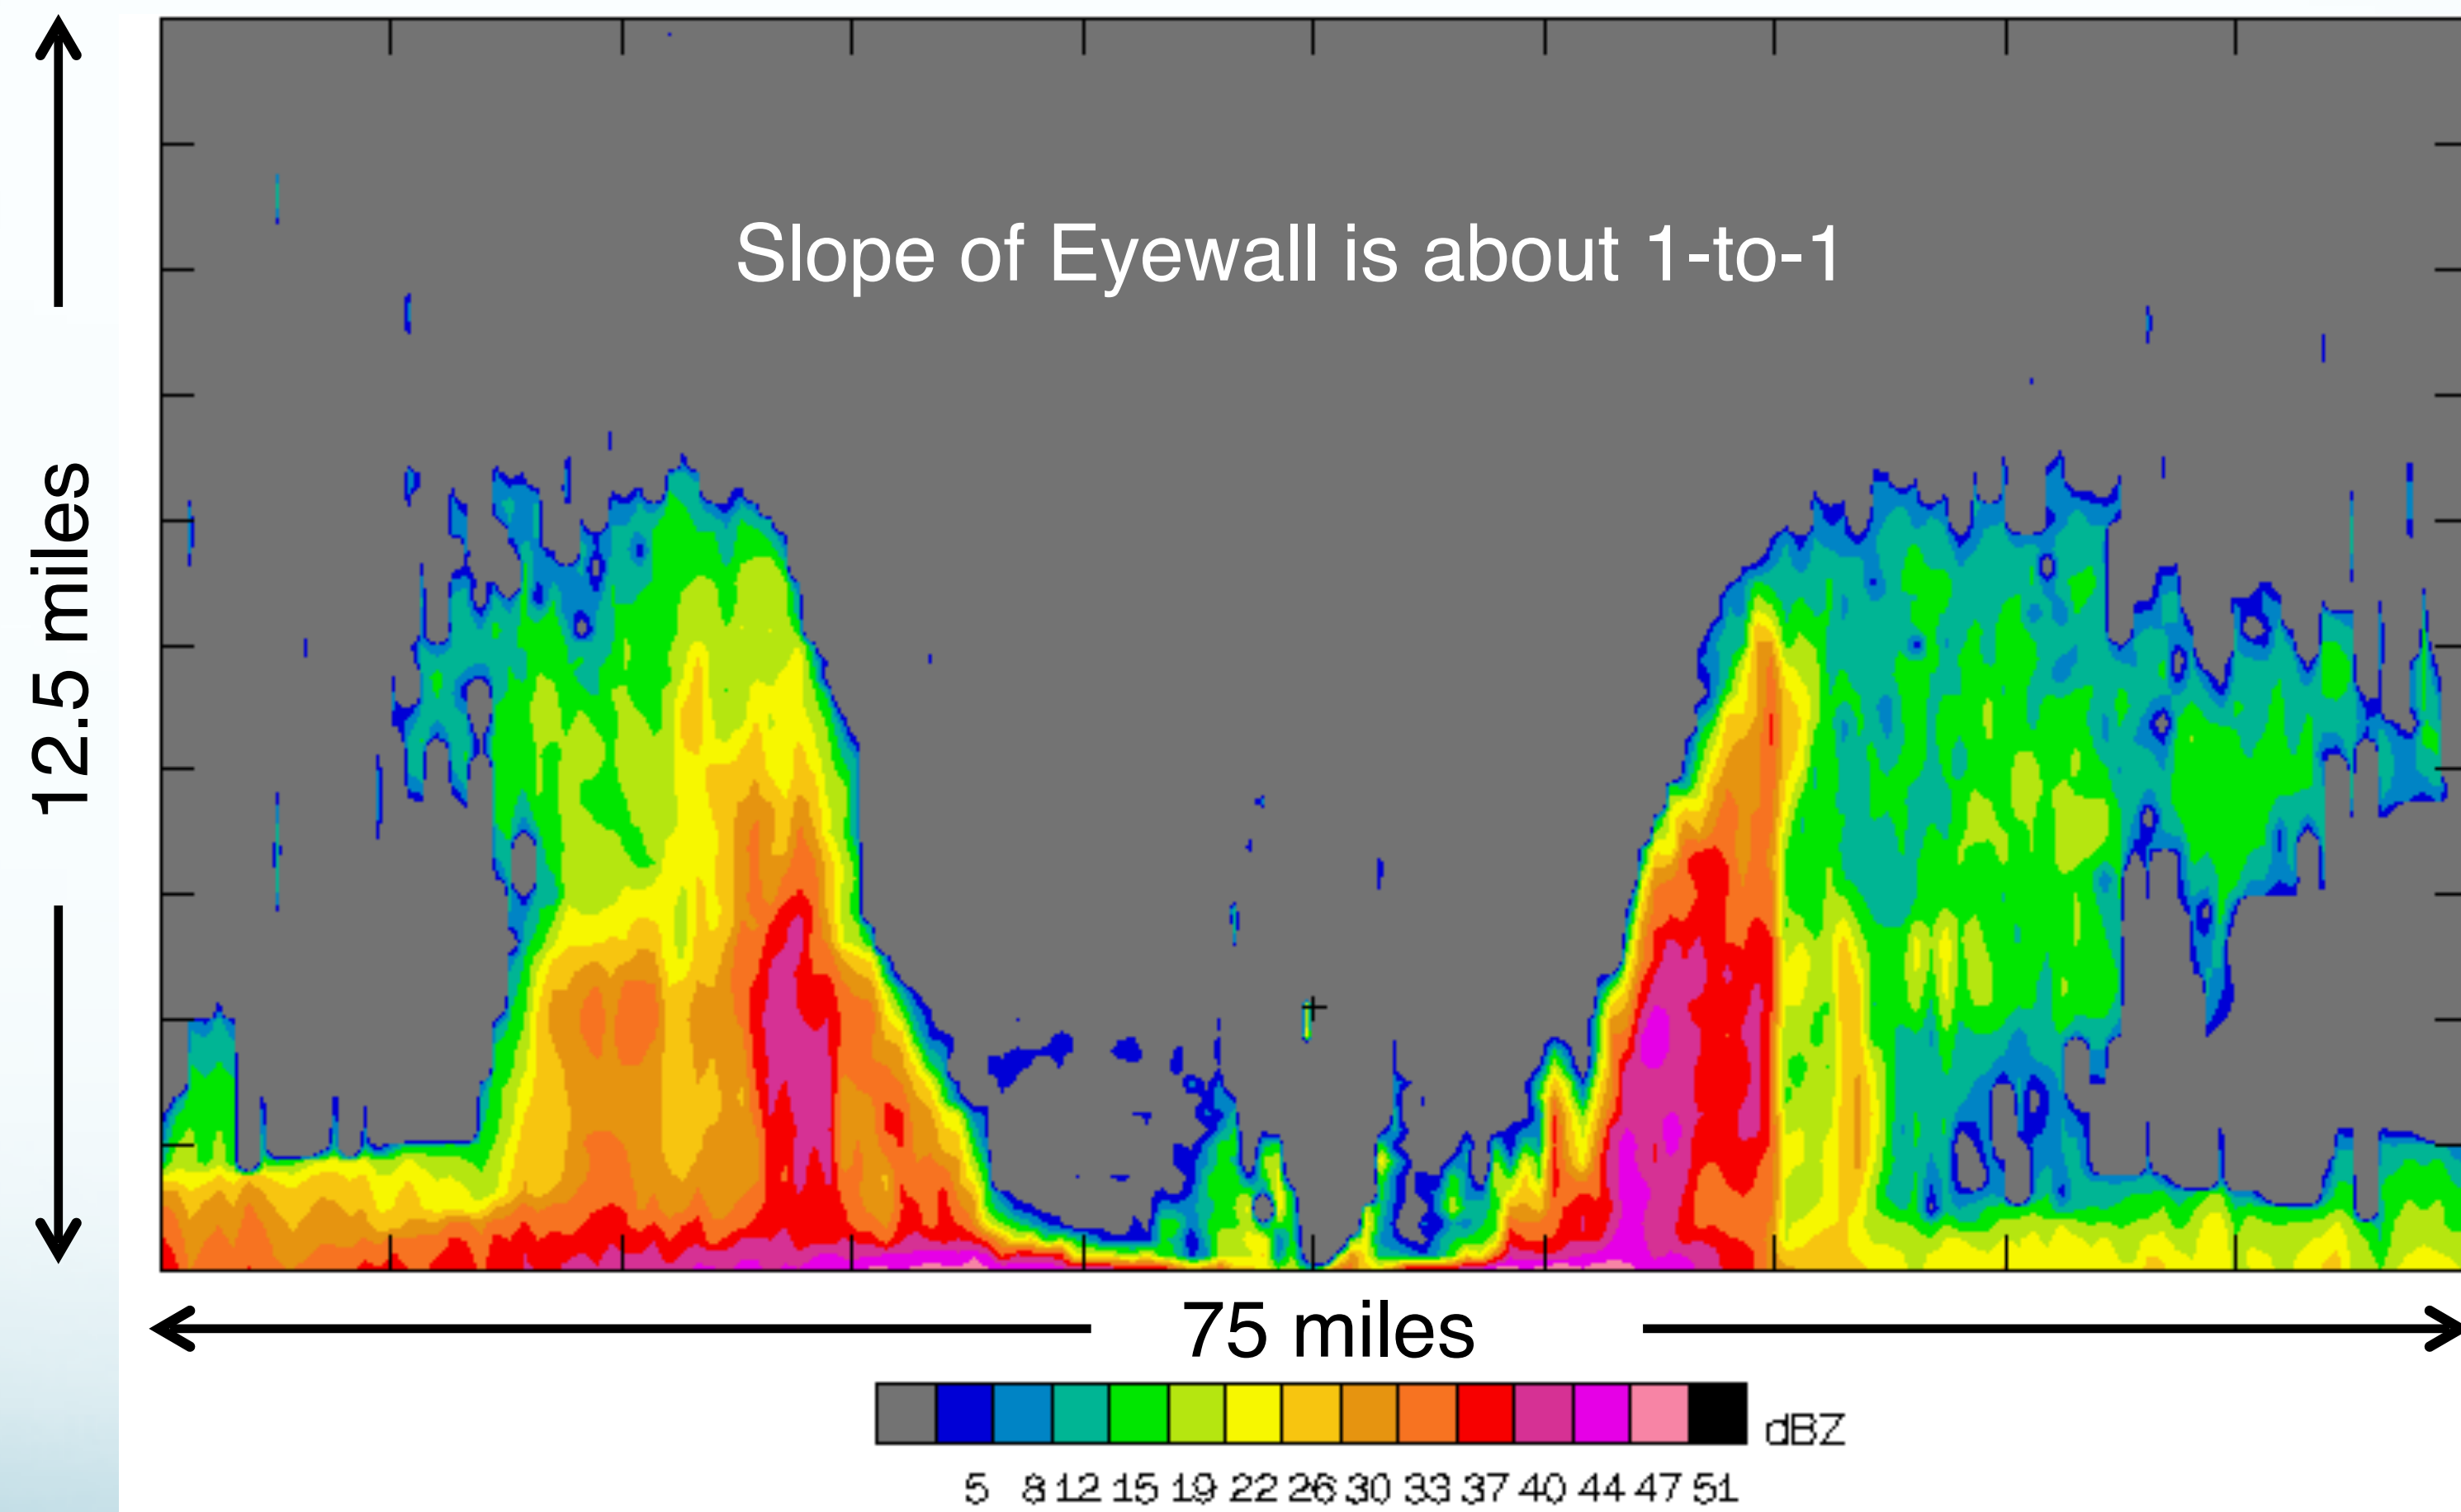 Slope of Eyewall is about 1-to-1
12.5 miles
75 miles
dBZ
5 8 12 15 19 22 26 30 33 37 40 44 47 51